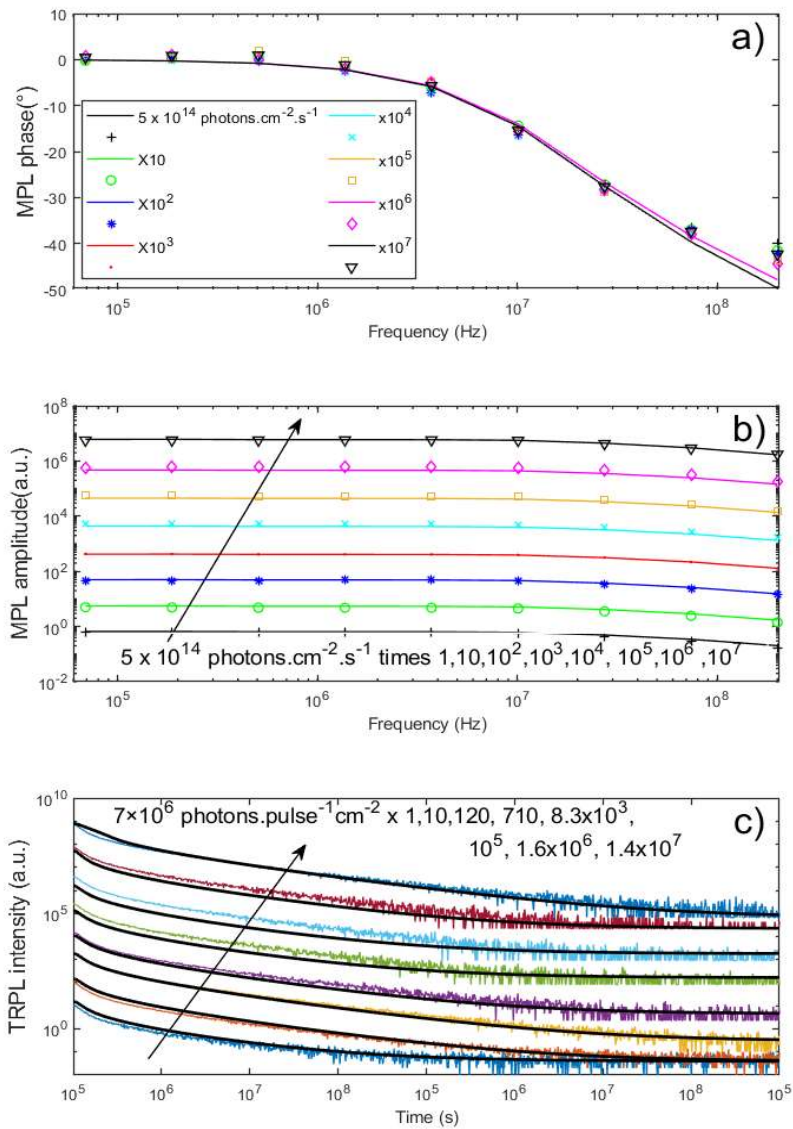 a)
MPL phase(°)
10
0
-10
-20
-30
-40
-50
5 x 10¹⁴ photons.cm⁻².s⁻¹
X10
X10²
X10³
x10⁴
x10⁵
x10⁶
x10⁷
10⁵ 10⁶ 10⁷ 10⁸
Frequency (Hz)
b)
MPL amplitude(a.u.)
10⁸
10⁶
10⁴
10²
10⁰
10⁻²
5 x 10¹⁴ photons.cm⁻².s⁻¹ times 1,10,10²,10³,10⁴, 10⁵,10⁶,10⁷
10⁵ 10⁶ 10⁷ 10⁸
Frequency (Hz)
c)
TRPL intensity (a.u.)
10¹⁰
10⁵
10⁰
7×10⁶ photons.pulse⁻¹cm⁻² x 1,10,120, 710, 8.3x10³,
10⁵, 1.6x10⁶, 1.4x10⁷
10⁵ 10⁶ 10⁷ 10⁸ 10⁵ 10⁶ 10⁷ 10⁸ 10⁵
Time (s)